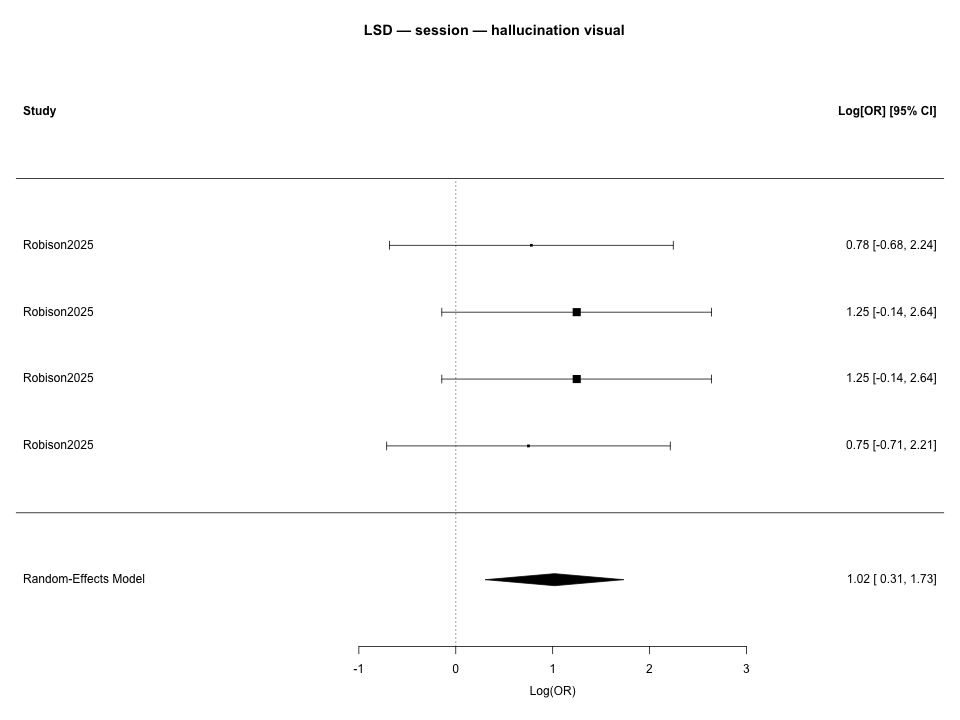 LSD — session — hallucination visual
Study Log[OR] [95% CI]
Robison2025 0.78 [-0.68, 2.24]
Robison2025 1.25 [-0.14, 2.64]
Robison2025 1.25 [-0.14, 2.64]
Robison2025 0.75 [-0.71, 2.21]
Random-Effects Model 1.02 [ 0.31, 1.73]
-1 0 1 2 3
Log(OR)